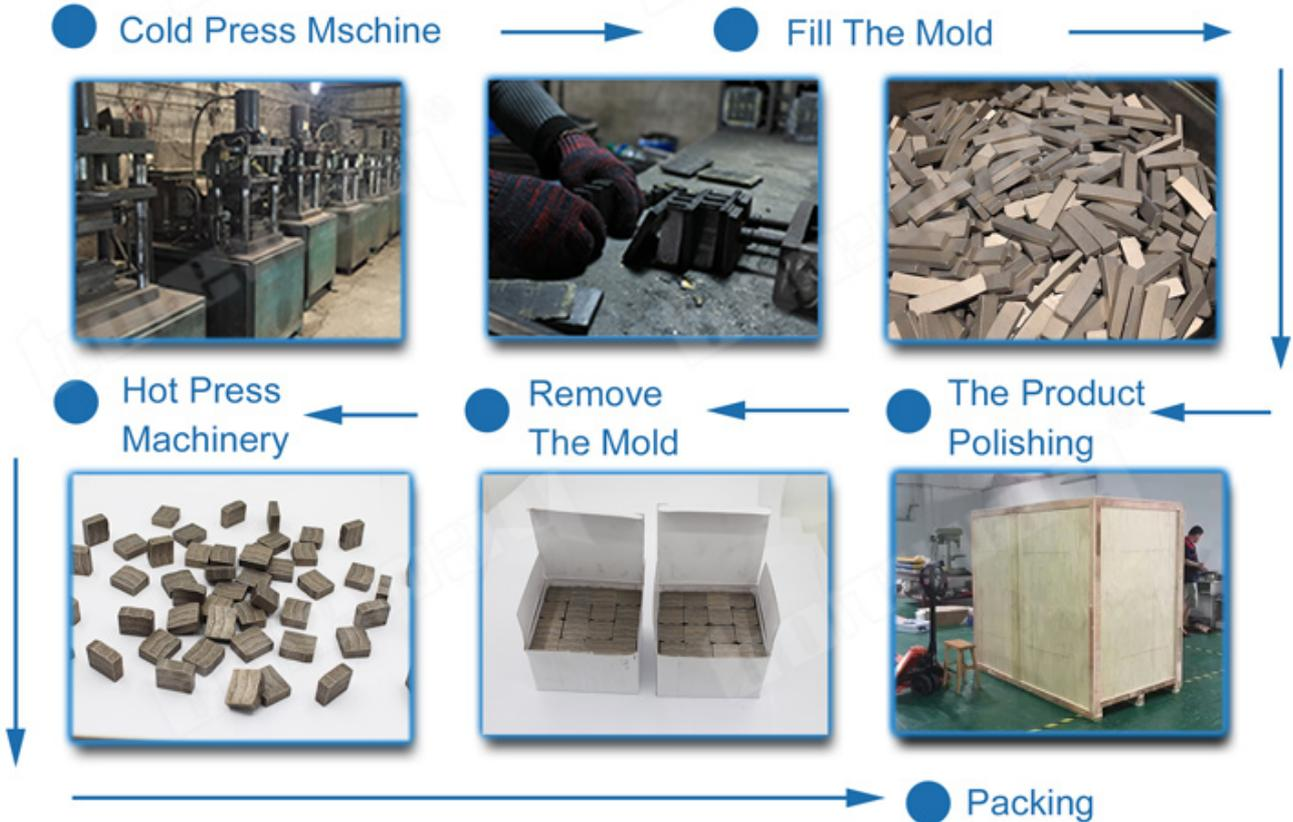 Cold Press Mschine
Fill The Mold
Hot Press
Machinery
Remove
The Mold
The Product
Polishing
Packing